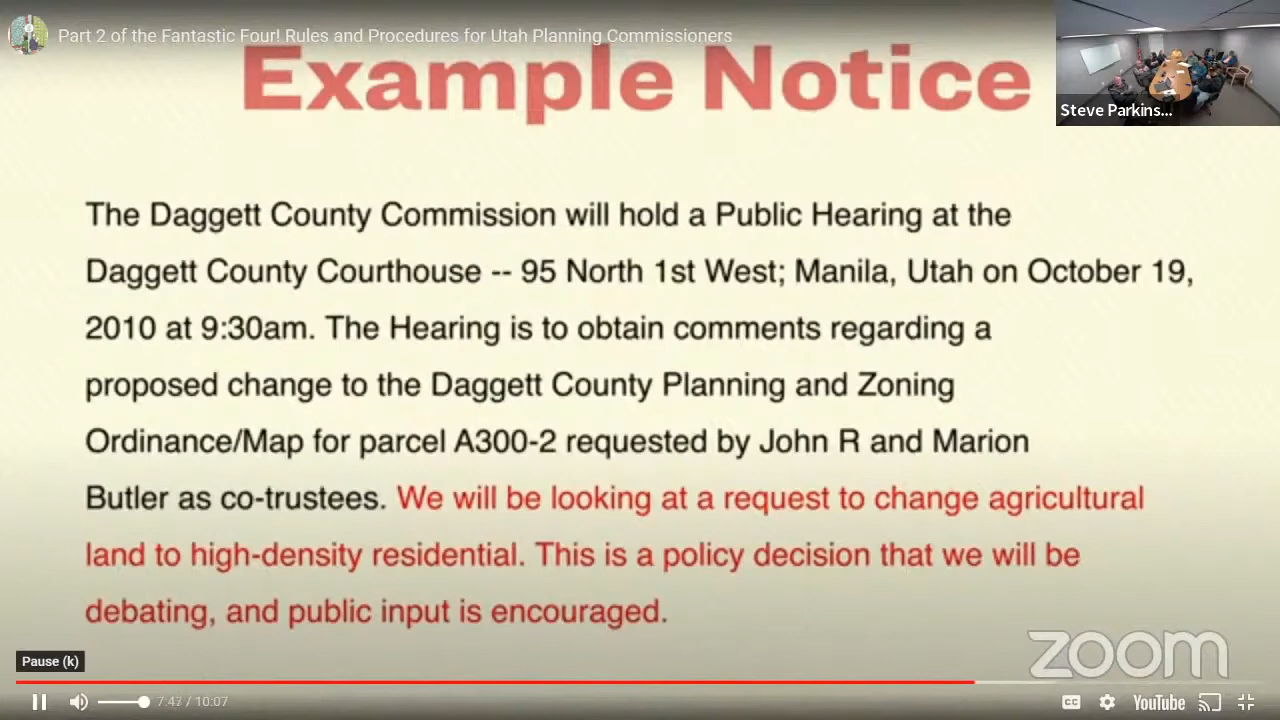 Part 2 of the Fantastic Four! Rules and Procedures for Utah Planning Commissioners
Example Notice
Steve Parkins...
The Daggett County Commission will hold a Public Hearing at the
Daggett County Courthouse -- 95 North 1st West; Manila, Utah on October 19,
2010 at 9:30am. The Hearing is to obtain comments regarding a
proposed change to the Daggett County Planning and Zoning
Ordinance/Map for parcel A300-2 requested by John R and Marion
Butler as co-trustees. We will be looking at a request to change agricultural
land to high-density residential. This is a policy decision that we will be
debating, and public input is encouraged.
zoom
Pause (k)
7:47 / 10:07
CC
YouTube